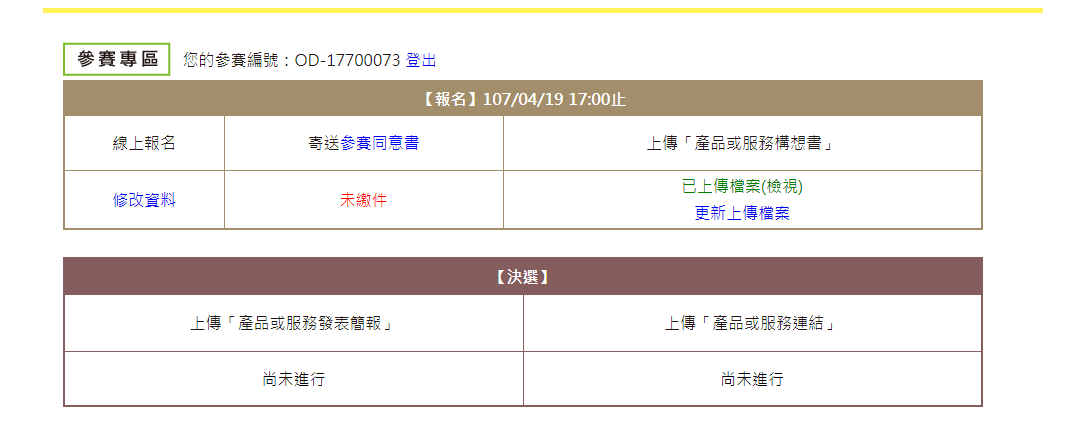 參賽專區 您的參賽編號：OD-17700073 登出
【報名】107/04/19 17:00止
線上報名 寄送參賽同意書 上傳「產品或服務構想書」
修改資料 未繳件 已上傳檔案(檢視)
更新上傳檔案
【決選】
上傳「產品或服務發表簡報」 上傳「產品或服務連結」
尚未進行 尚未進行